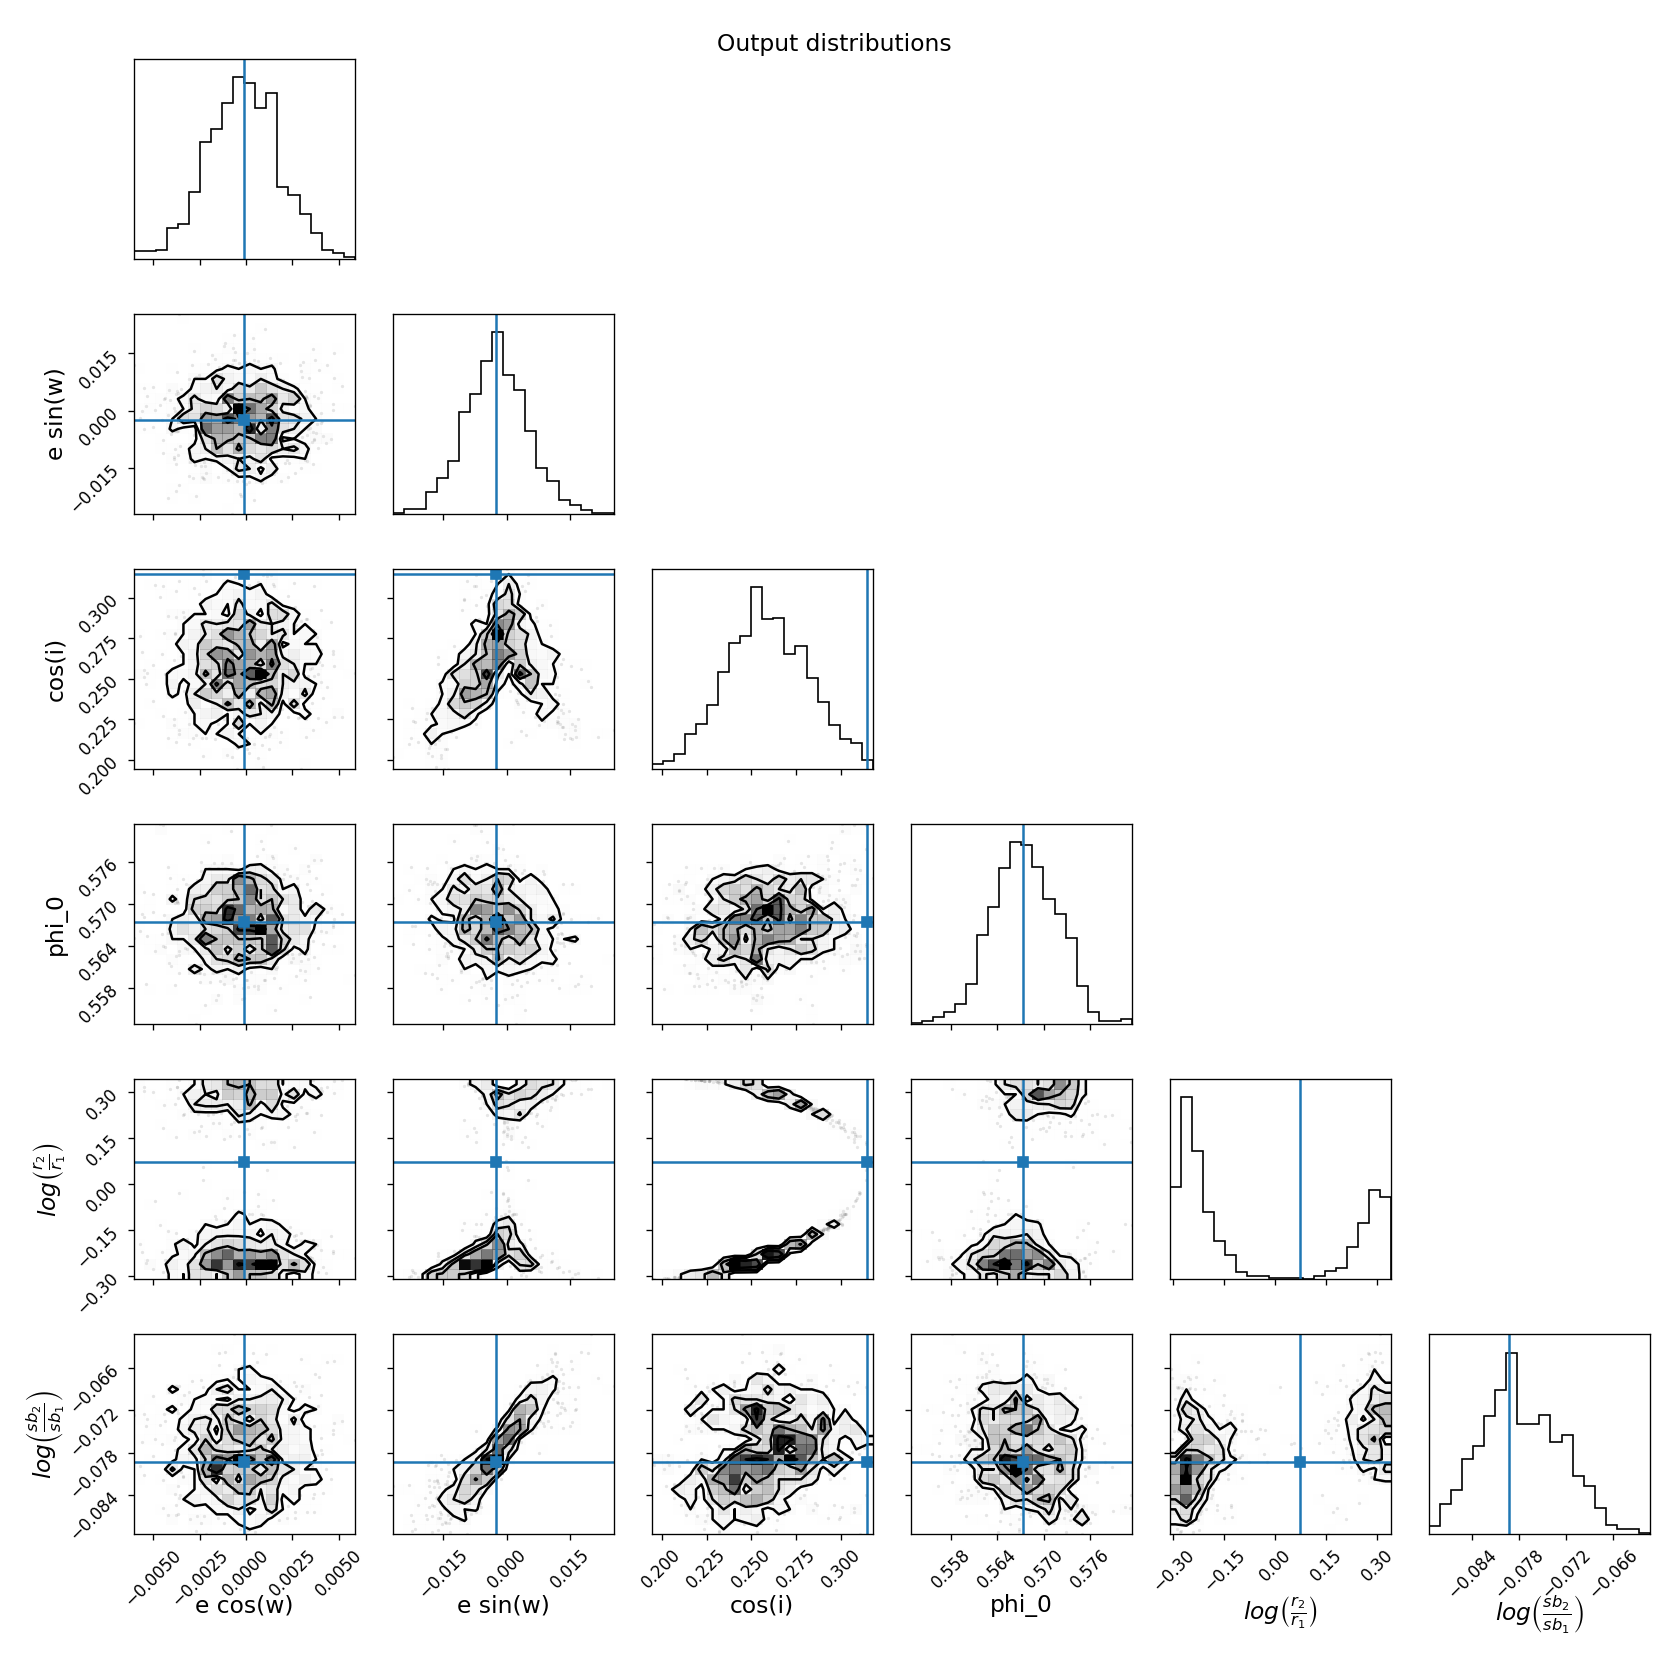 Output distributions
0.015
0.000
−0.015
e sin(w)
0.300
0.275
0.250
0.225
0.200
cos(i)
0.576
0.570
0.564
0.558
phi_0
0.30
0.15
0.00
−0.15
−0.30
log(r2/r1)
−0.066
−0.072
−0.078
−0.084
log(sb2/sb1)
−0.0050 −0.0025 0.0000 0.0025 0.0050
−0.015 0.000 0.015
0.200 0.225 0.250 0.275 0.300
0.558 0.564 0.570 0.576
−0.30 −0.15 0.00 0.15 0.30
−0.084 −0.078 −0.072 −0.066
e cos(w) e sin(w) cos(i) phi_0 log(r2/r1) log(sb2/sb1)